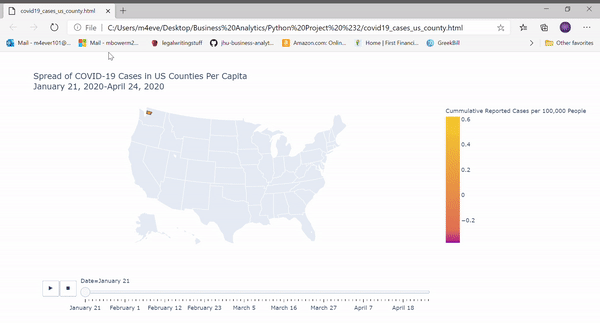 covid19_cases_us_county.html
File | C:/Users/m4eve/Desktop/Business%20Analytics/Python%20Project%20%232/covid19_cases_us_county.html
Mail - m4ever101@... Mail - mbowerm2... legalwritingstuff jhu-business-analyt... Amazon.com: Onlin... Home | First Financi... GreekBill Other favorites
Spread of COVID-19 Cases in US Counties Per Capita
January 21, 2020-April 24, 2020
Cummulative Reported Cases per 100,000 People
0.6
0.4
0.2
0
−0.2
Date=January 21
January 21 February 1 February 12 February 23 March 5 March 16 March 27 April 7 April 18